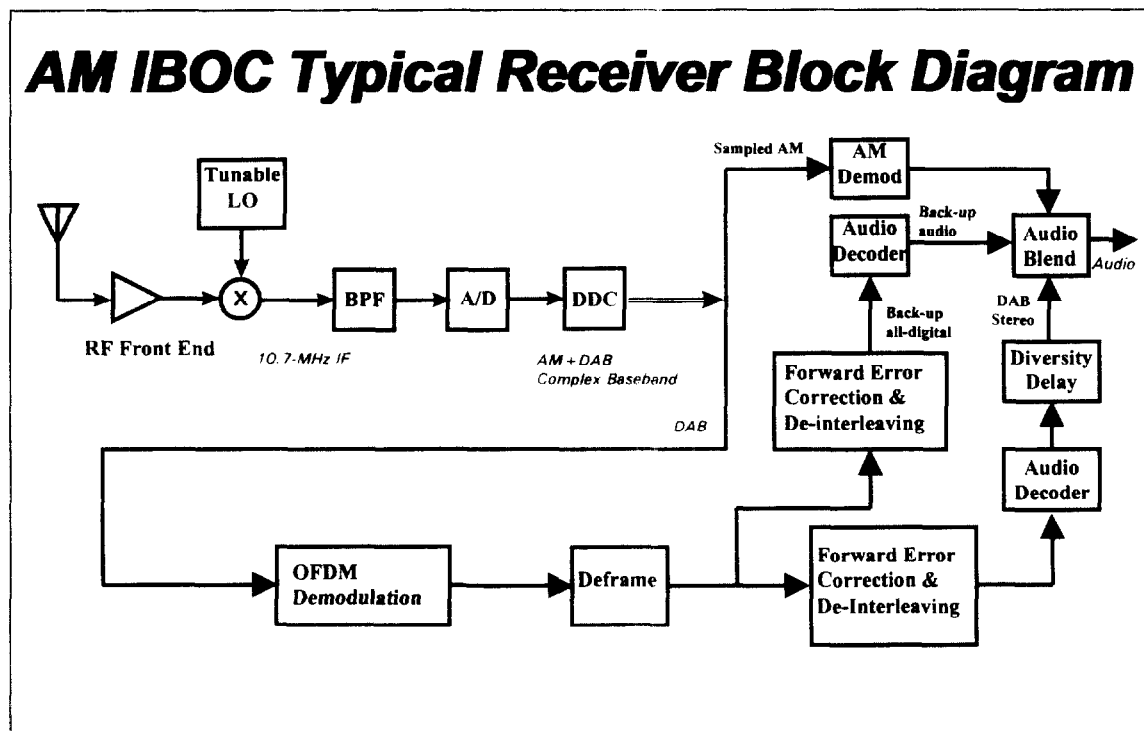 AM IBOC Typical Receiver Block Diagram
Tunable
LO
X
RF Front End
10.7-MHz IF
BPF
A/D
DDC
AM + DAB
Complex Baseband
Sampled AM
AM
Demod
DAB
Audio
Decoder
Back-up
audio
Audio
Blend
Audio
Back-up
all-digital
DAB
Stereo
Forward Error
Correction &
De-interleaving
Diversity
Delay
Audio
Decoder
OFDM
Demodulation
Deframe
Forward Error
Correction &
De-Interleaving